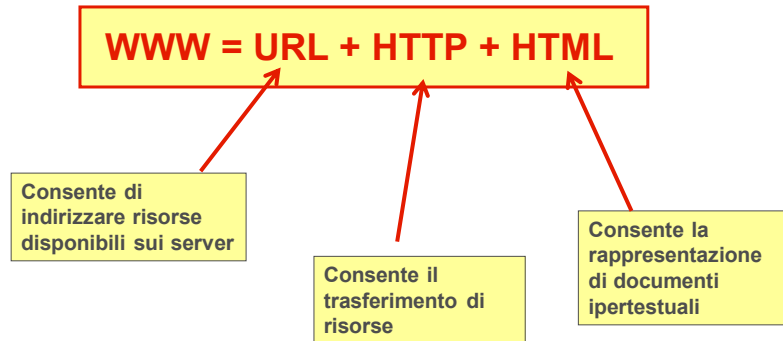 WWW = URL + HTTP + HTML
Consente di
indirizzare risorse
disponibili sui server
Consente il
trasferimento di
risorse
Consente la
rappresentazione
di documenti
ipertestuali